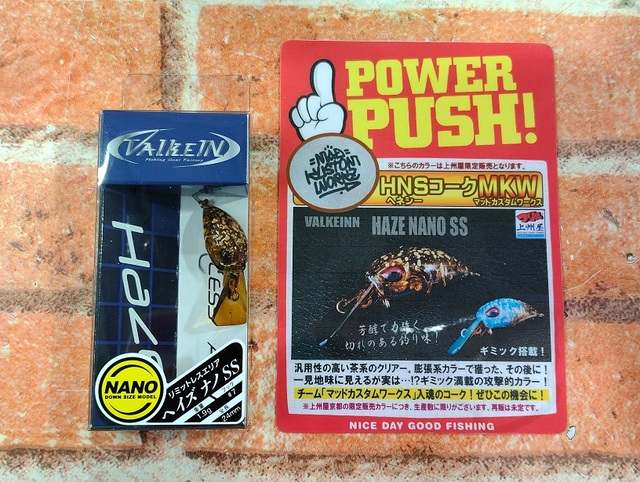 VALKEIN
Fishing Gear Factory
Haze
NANO
DOWN SIZE MODEL
リミットレスエリア
ヘイズ ナノ SS
1.9g
24mm
POWER
PUSH!
MAD
CUSTOM
WORKS
※こちらのカラーは上州屋限定販売となります。
HNSコークMKW
ヘネシー
マッドカスタムワークス
VALKEINN HAZE NANO SS
上州屋
芳醇で力強く
切れのある釣り味!
ギミック搭載!
汎用性の高い茶系のクリアー。膨張系カラーで獲った、その後に!
一見地味に見えるが実は…!?ギミック満載の攻撃的カラー!
チーム「マッドカスタムワークス」入魂のコーク!ぜひこの機会に!
※上州屋京都の限定販売カラーにつき、生産数に限りがございます。再販は未定です。
NICE DAY GOOD FISHING